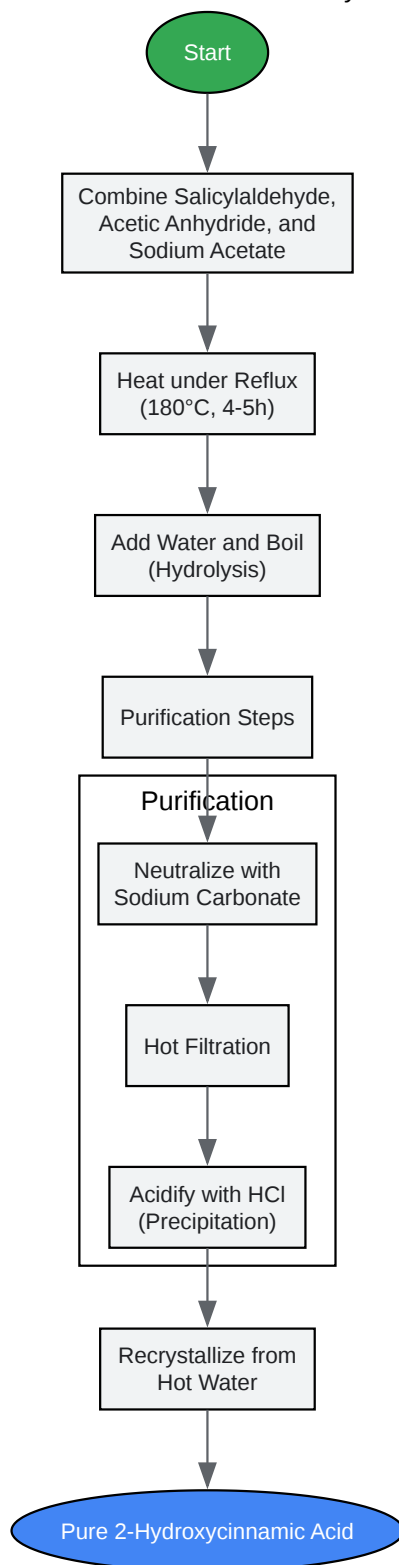 Start
Combine Salicylaldehyde,
Acetic Anhydride, and
Sodium Acetate
Heat under Reflux
(180°C, 4-5h)
Add Water and Boil
(Hydrolysis)
Purification Steps
Purification
Neutralize with
Sodium Carbonate
Hot Filtration
Acidify with HCl
(Precipitation)
Recrystallize from
Hot Water
Pure 2-Hydroxycinnamic Acid